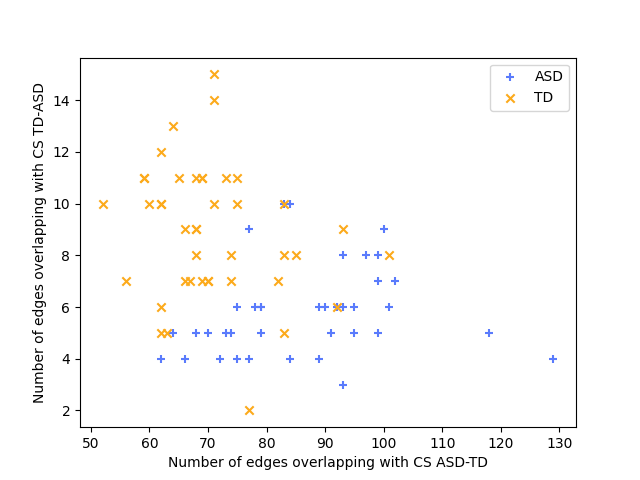 ASD
TD
14
12
10
8
6
4
2
Number of edges overlapping with CS TD-ASD
50 60 70 80 90 100 110 120 130
Number of edges overlapping with CS ASD-TD